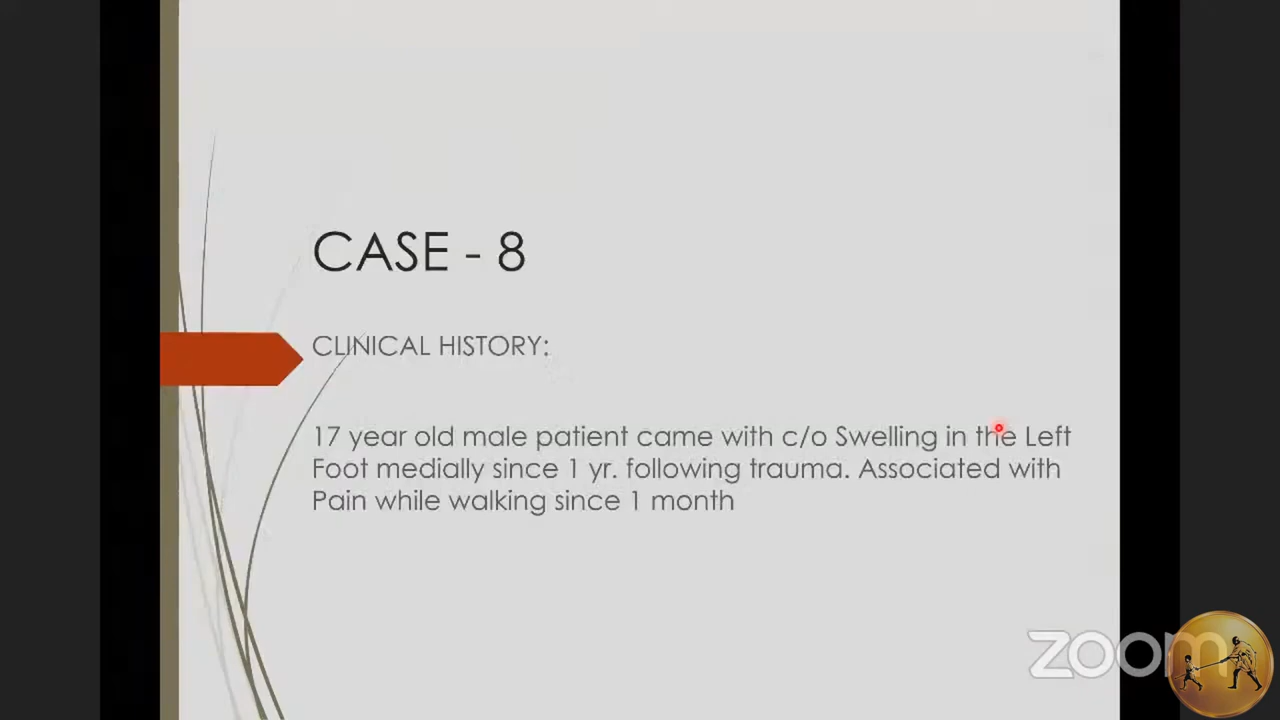 CASE - 8
CLINICAL HISTORY:
17 year old male patient came with c/o Swelling in the Left
Foot medially since 1 yr. following trauma. Associated with
Pain while walking since 1 month
zoom